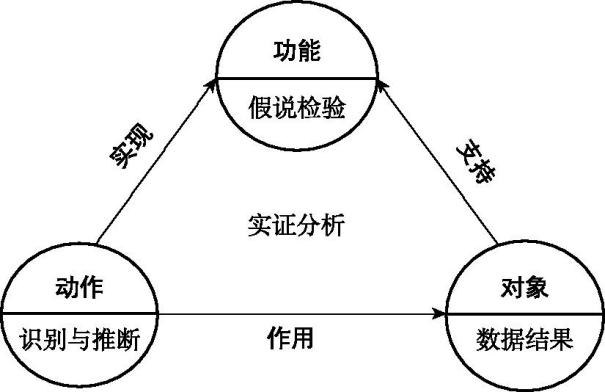 功能
假说检验
实现
支持
实证分析
动作
识别与推断
作用
对象
数据结果